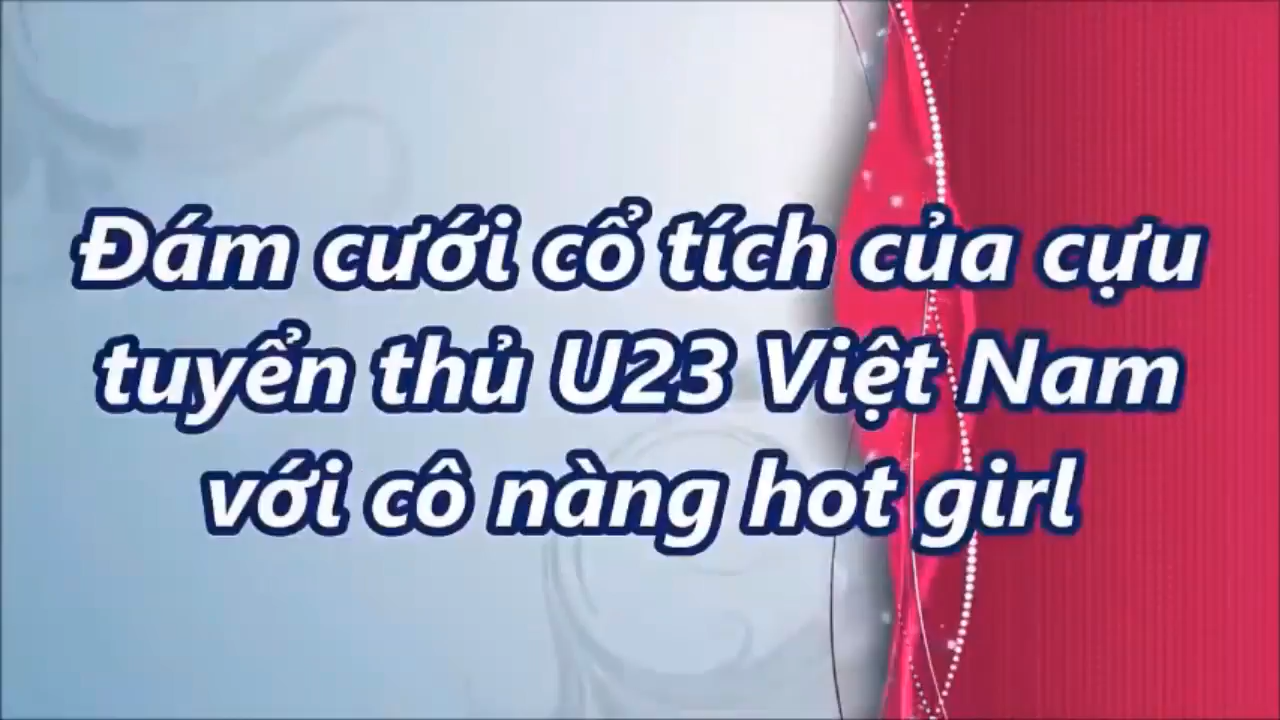 Đám cưới cổ tích của cựu
tuyển thủ U23 Việt Nam
với cô nàng hot girl